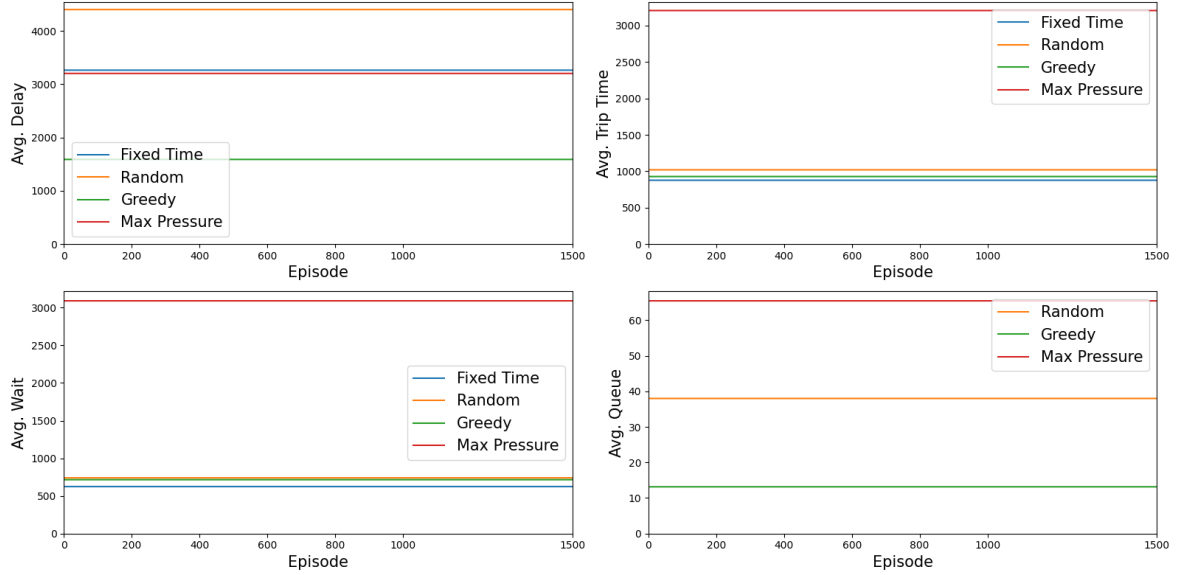 Avg. Delay
4000
3000
2000
1000
0
Fixed Time
Random
Greedy
Max Pressure
0 200 400 600 800 1000 1500
Episode
Avg. Trip Time
3000
2500
2000
1500
1000
500
0
Fixed Time
Random
Greedy
Max Pressure
0 200 400 600 800 1000 1500
Episode
Avg. Wait
3000
2500
2000
1500
1000
500
0
Fixed Time
Random
Greedy
Max Pressure
0 200 400 600 800 1000 1500
Episode
Avg. Queue
60
50
40
30
20
10
0
Random
Greedy
Max Pressure
0 200 400 600 800 1000 1500
Episode